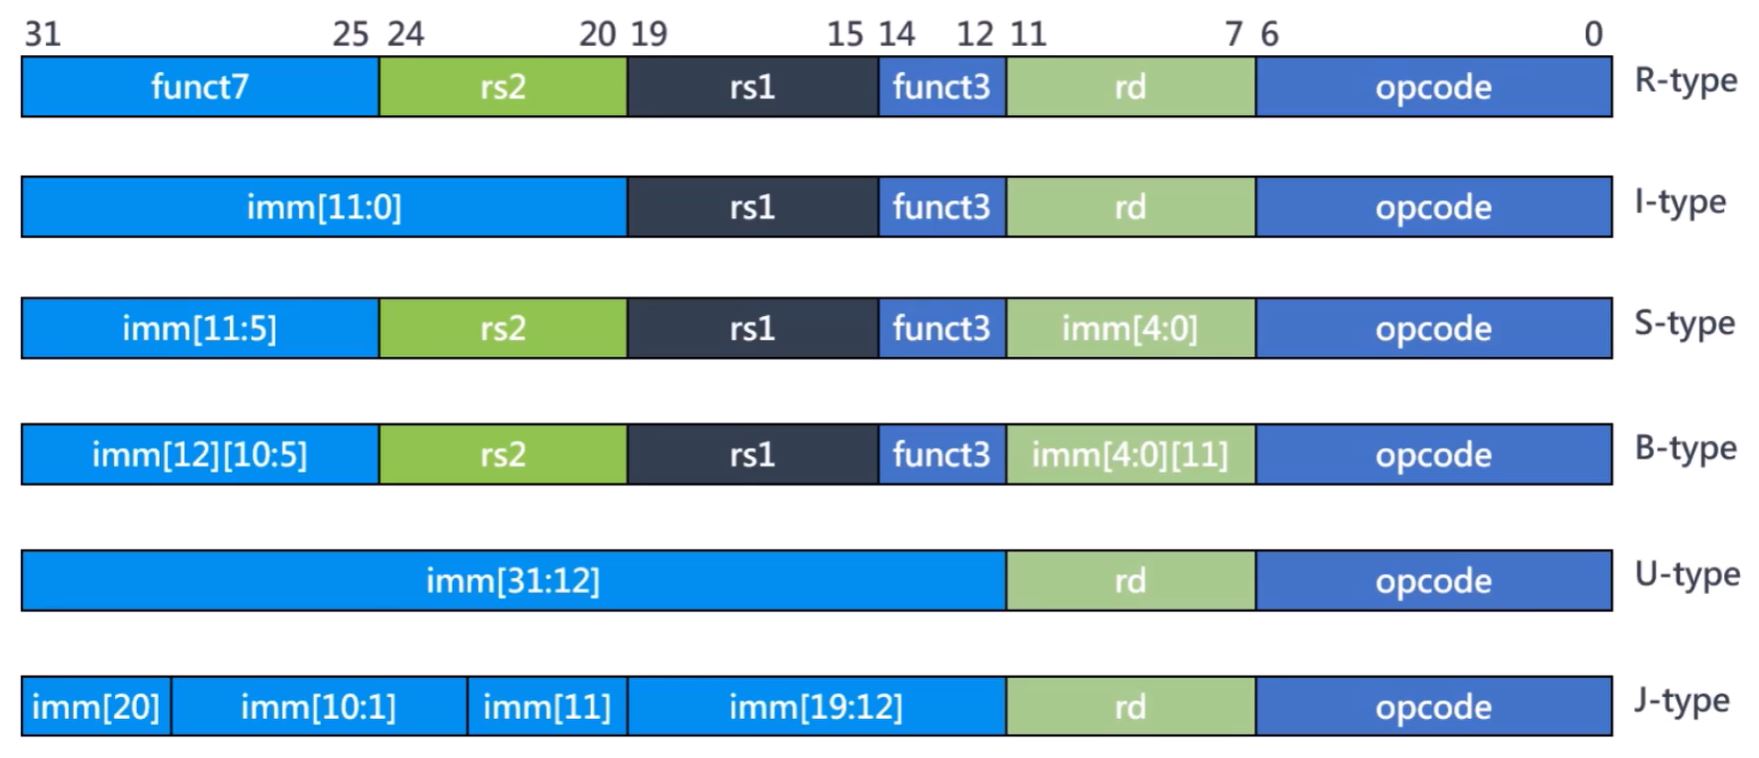 31 25 24 20 19 15 14 12 11 7 6 0
funct7 rs2 rs1 funct3 rd opcode R-type
imm[11:0] rs1 funct3 rd opcode I-type
imm[11:5] rs2 rs1 funct3 imm[4:0] opcode S-type
imm[12][10:5] rs2 rs1 funct3 imm[4:0][11] opcode B-type
imm[31:12] rd opcode U-type
imm[20] imm[10:1] imm[11] imm[19:12] rd opcode J-type